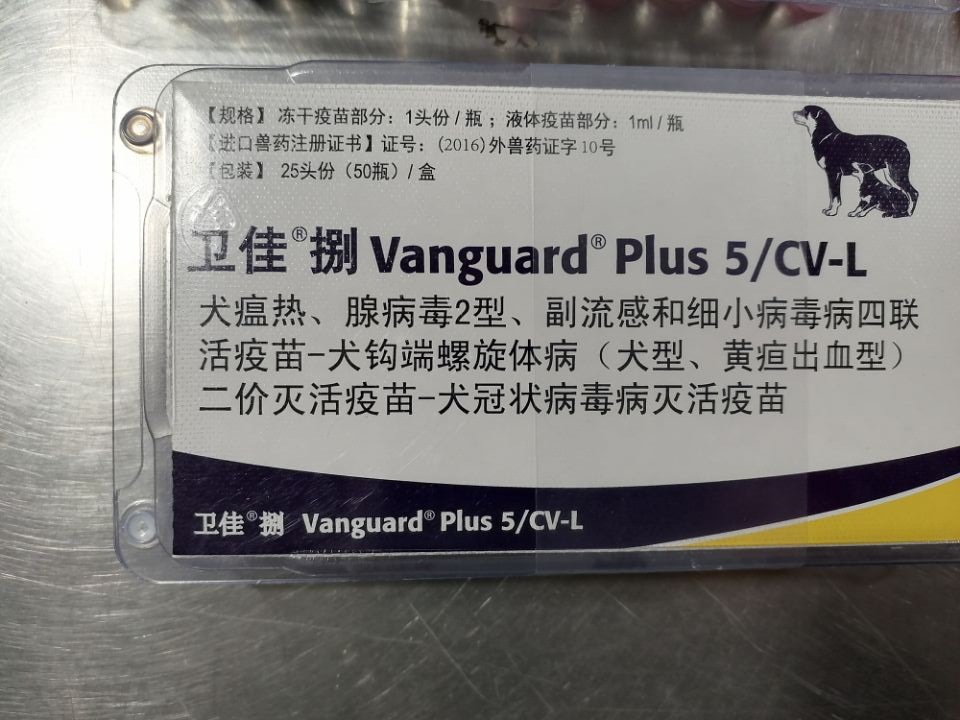 【规格】 冻干疫苗部分：1头份 / 瓶 ；液体疫苗部分：1ml / 瓶
【进口兽药注册证书】证号：(2016)外兽药证字 10号
【包装】 25头份（50瓶）/ 盒
卫佳®捌 Vanguard® Plus 5/CV-L
犬瘟热、腺病毒2型、副流感和细小病毒病四联
活疫苗-犬钩端螺旋体病（犬型、黄疸出血型）
二价灭活疫苗-犬冠状病毒病灭活疫苗
卫佳®捌 Vanguard® Plus 5/CV-L